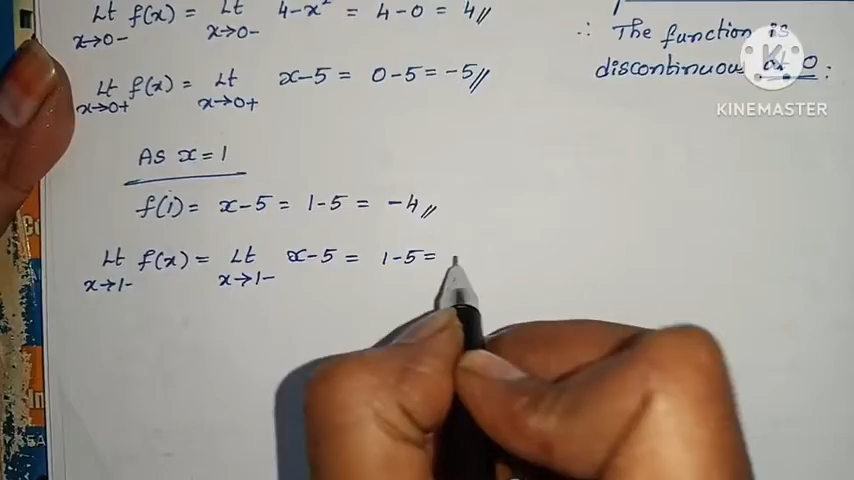 Lt f(x) = Lt 4-x² = 4-0 = 4//
x→0- x→0-
∴ The function is
discontinuous at 0:
Lt f(x) = Lt x-5 = 0-5 = -5//
x→0+ x→0+
As x=1
f(1) = x-5 = 1-5 = -4//
Lt f(x) = Lt x-5 = 1-5 =
x→1- x→1-
KINEMASTER